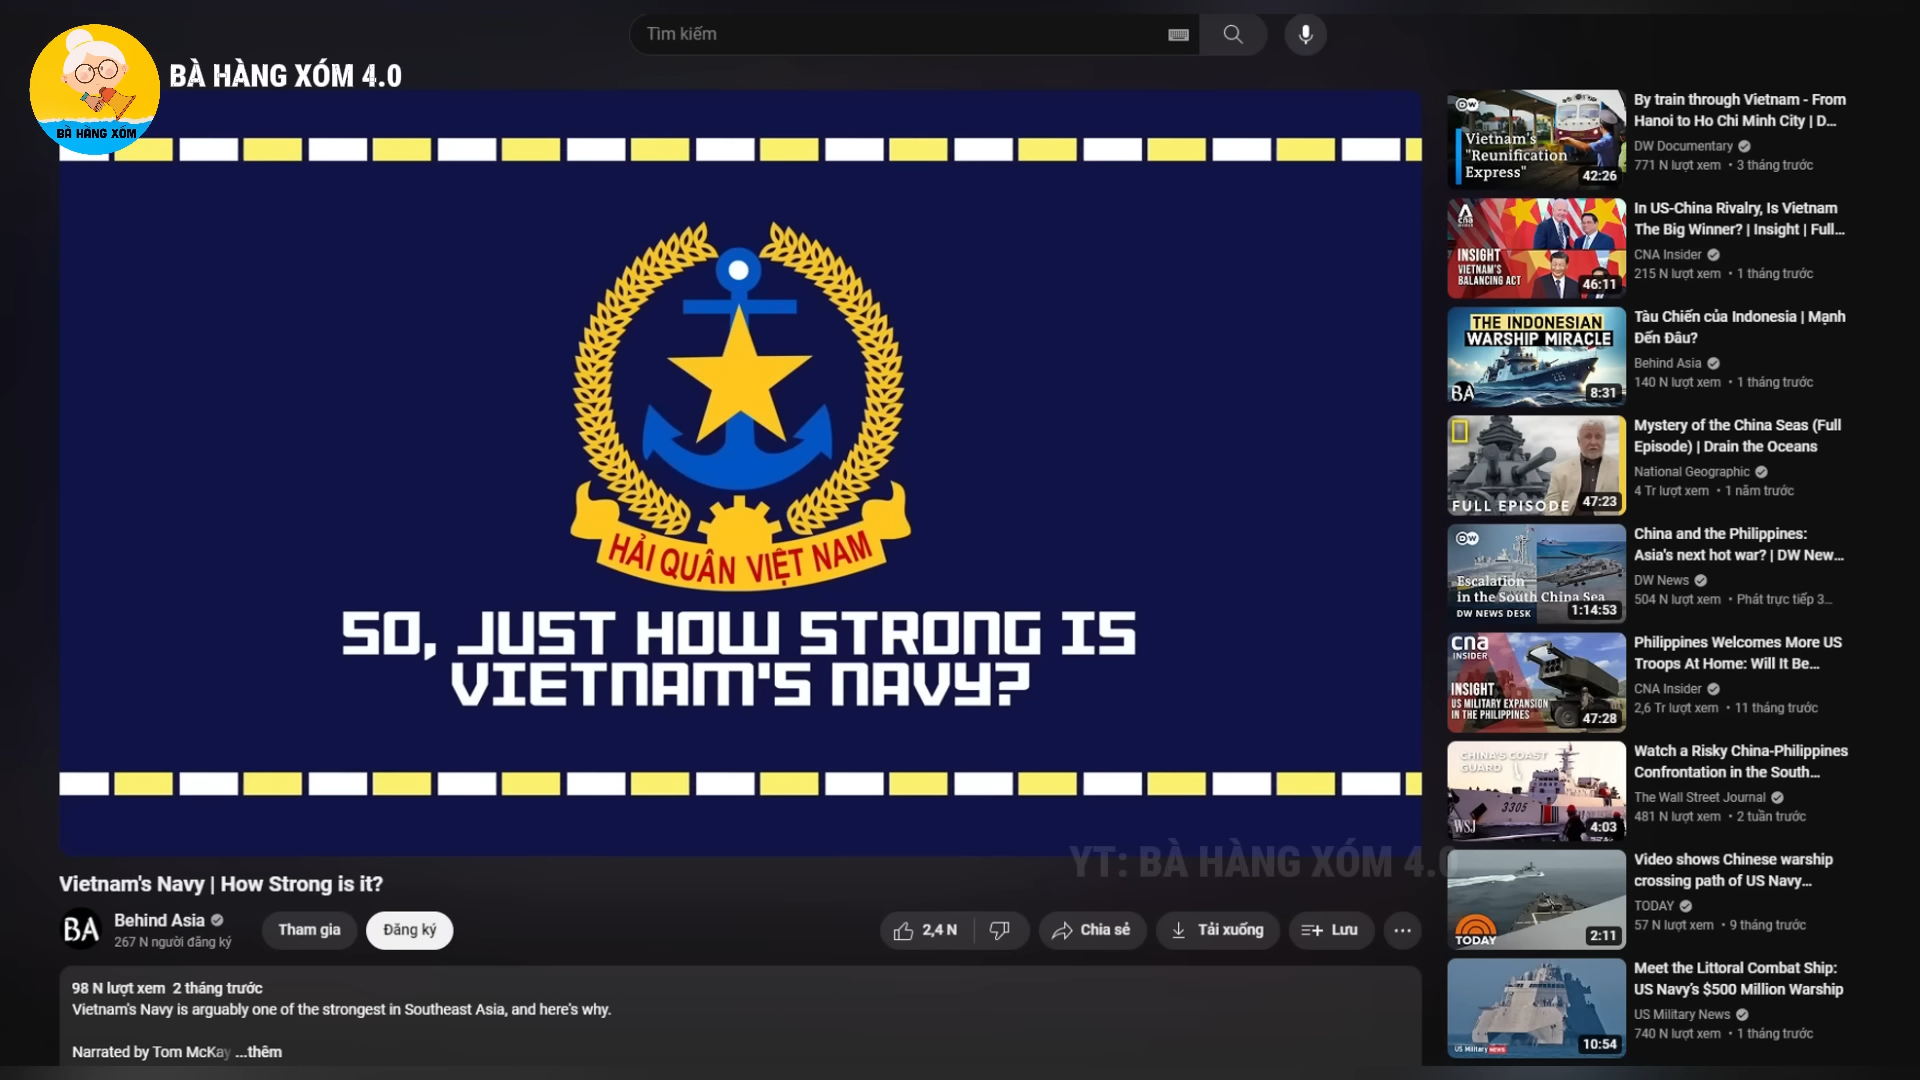 Tìm kiếm
BÀ HÀNG XÓM 4.0
BÀ HÀNG XÓM
HẢI QUÂN VIỆT NAM
SO, JUST HOW STRONG IS
VIETNAM'S NAVY?
YT: BÀ HÀNG XÓM 4.0
Vietnam's Navy | How Strong is it?
BA
Behind Asia
267 N người đăng ký
Tham gia
Đăng ký
2,4 N
Chia sẻ
Tải xuống
Lưu
98 N lượt xem 2 tháng trước
Vietnam's Navy is arguably one of the strongest in Southeast Asia, and here's why.
Narrated by Tom McKay ...thêm
DW
Vietnam's
"Reunification
Express"
42:26
By train through Vietnam - From
Hanoi to Ho Chi Minh City | D...
DW Documentary
771 N lượt xem • 3 tháng trước
cna
INSIDER
INSIGHT
VIETNAM'S
BALANCING ACT
46:11
In US-China Rivalry, Is Vietnam
The Big Winner? | Insight | Full...
CNA Insider
215 N lượt xem • 1 tháng trước
THE INDONESIAN
WARSHIP MIRACLE
BA
8:31
Tàu Chiến của Indonesia | Mạnh
Đến Đâu?
Behind Asia
140 N lượt xem • 1 tháng trước
FULL EPISODE
47:23
Mystery of the China Seas (Full
Episode) | Drain the Oceans
National Geographic
4 Tr lượt xem • 1 năm trước
DW
Escalation
in the South China Sea
DW NEWS DESK
1:14:53
China and the Philippines:
Asia's next hot war? | DW New...
DW News
504 N lượt xem • Phát trực tiếp 3...
cna
INSIDER
INSIGHT
US MILITARY EXPANSION
IN THE PHILIPPINES
47:28
Philippines Welcomes More US
Troops At Home: Will It Be...
CNA Insider
2,6 Tr lượt xem • 11 tháng trước
CHINA'S COAST
GUARD
3305
WSJ
4:03
Watch a Risky China-Philippines
Confrontation in the South...
The Wall Street Journal
481 N lượt xem • 2 tuần trước
TODAY
2:11
Video shows Chinese warship
crossing path of US Navy...
TODAY
57 N lượt xem • 9 tháng trước
US Military NEWS
10:54
Meet the Littoral Combat Ship:
US Navy's $500 Million Warship
US Military News
740 N lượt xem • 1 tháng trước